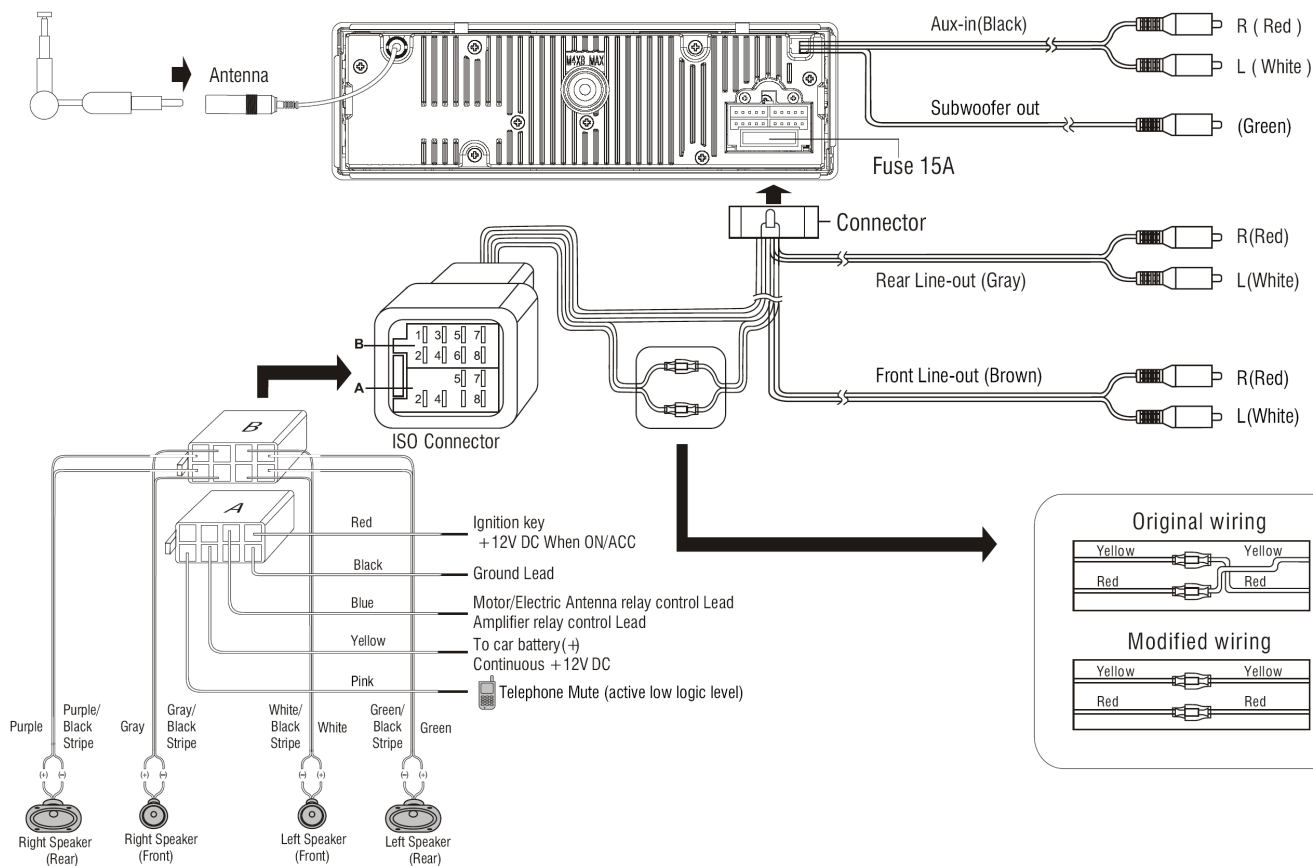 Antenna
M4X8 MAX
Aux-in(Black)
R ( Red )
L ( White )
Subwoofer out
(Green)
Fuse 15A
Connector
Rear Line-out (Gray)
R(Red)
L(White)
Front Line-out (Brown)
R(Red)
L(White)
B
1 3 5 7
2 4 6 8
A
5 7
2 4 8
ISO Connector
B
A
Red
Ignition key
+12V DC When ON/ACC
Black
Ground Lead
Blue
Motor/Electric Antenna relay control Lead
Amplifier relay control Lead
Yellow
To car battery(+)
Continuous +12V DC
Pink
Telephone Mute (active low logic level)
Purple
Purple/
Black
Stripe
Gray
Gray/
Black
Stripe
White/
Black
Stripe
White
Green/
Black
Stripe
Green
(+) (-)
(+) (-)
(-) (+)
(-) (+)
Right Speaker
(Rear)
Right Speaker
(Front)
Left Speaker
(Front)
Left Speaker
(Rear)
Original wiring
Yellow Yellow
Red Red
Modified wiring
Yellow Yellow
Red Red